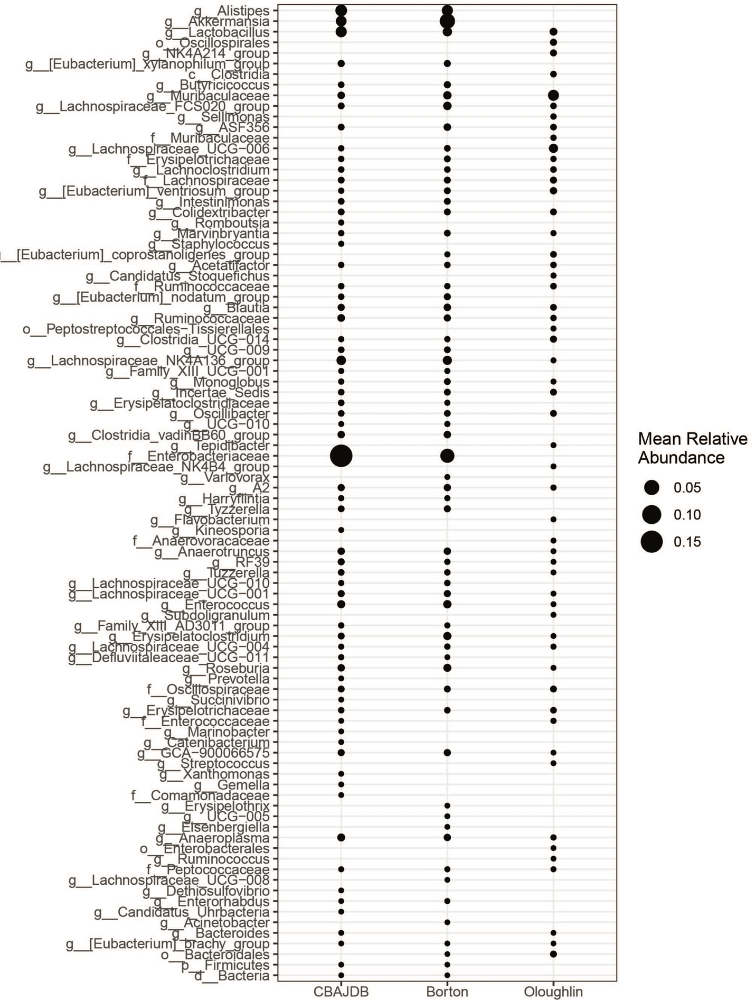 g__Alistipes
g__Akkermansia
g__Lactobacillus
o__Oscillospirales
g__NK4A214_group
g__[Eubacterium]_xylanophilum_group
c__Clostridia
g__Butyricicoccus
g__Muribaculaceae
g__Lachnospiraceae_FCS020_group
g__Sellimonas
g__ASF356
f__Muribaculaceae
g__Lachnospiraceae_UCG-006
f__Erysipelotrichaceae
g__Lachnoclostridium
f__Lachnospiraceae
g__[Eubacterium]_ventriosum_group
g__Intestinimonas
g__Colidextribacter
g__Romboutsia
g__Marvinbryantia
g__Staphylococcus
__[Eubacterium]_coprostanoligenes_group
g__Acetatifactor
g__Candidatus_Stoquefichus
f__Ruminococcaceae
g__[Eubacterium]_nodatum_group
g__Blautia
g__Ruminococcaceae
o__Peptostreptococcales-Tissierellales
g__Clostridia_UCG-014
g__UCG-009
g__Lachnospiraceae_NK4A136_group
g__Family_XIII_UCG-001
g__Monoglobus
g__Incertae_Sedis
g__Erysipelatoclostridiaceae
g__Oscillibacter
g__UCG-010
g__Clostridia_vadinBB60_group
g__Tepidibacter
f__Enterobacteriaceae
g__Lachnospiraceae_NK4B4_group
g__Variovorax
g__A2
g__Harryflintia
g__Tyzzerella
g__Flavobacterium
g__Kineosporia
f__Anaerovoracaceae
g__Anaerotruncus
g__RF39
g__Tuzzerella
g__Lachnospiraceae_UCG-010
g__Lachnospiraceae_UCG-001
g__Enterococcus
g__Subdoligranulum
g__Family_XIII_AD3011_group
g__Erysipelatoclostridium
g__Lachnospiraceae_UCG-004
g__Defluviitaleaceae_UCG-011
g__Roseburia
g__Prevotella
f__Oscillospiraceae
g__Succinivibrio
g__Erysipelotrichaceae
f__Enterococcaceae
g__Marinobacter
g__Catenibacterium
g__GCA-900066575
g__Streptococcus
g__Xanthomonas
g__Gemella
f__Comamonadaceae
g__Erysipelothrix
g__UCG-005
g__Eisenbergiella
g__Anaeroplasma
o__Enterobacterales
g__Ruminococcus
f__Peptococcaceae
g__Lachnospiraceae_UCG-008
g__Dethiosulfovibrio
g__Enterorhabdus
g__Candidatus_Uhrbacteria
g__Acinetobacter
g__Bacteroides
g__[Eubacterium]_brachy_group
o__Bacteroidales
p__Firmicutes
d__Bacteria
CBAJDB Borton Oloughlin
Mean Relative
Abundance
0.05
0.10
0.15